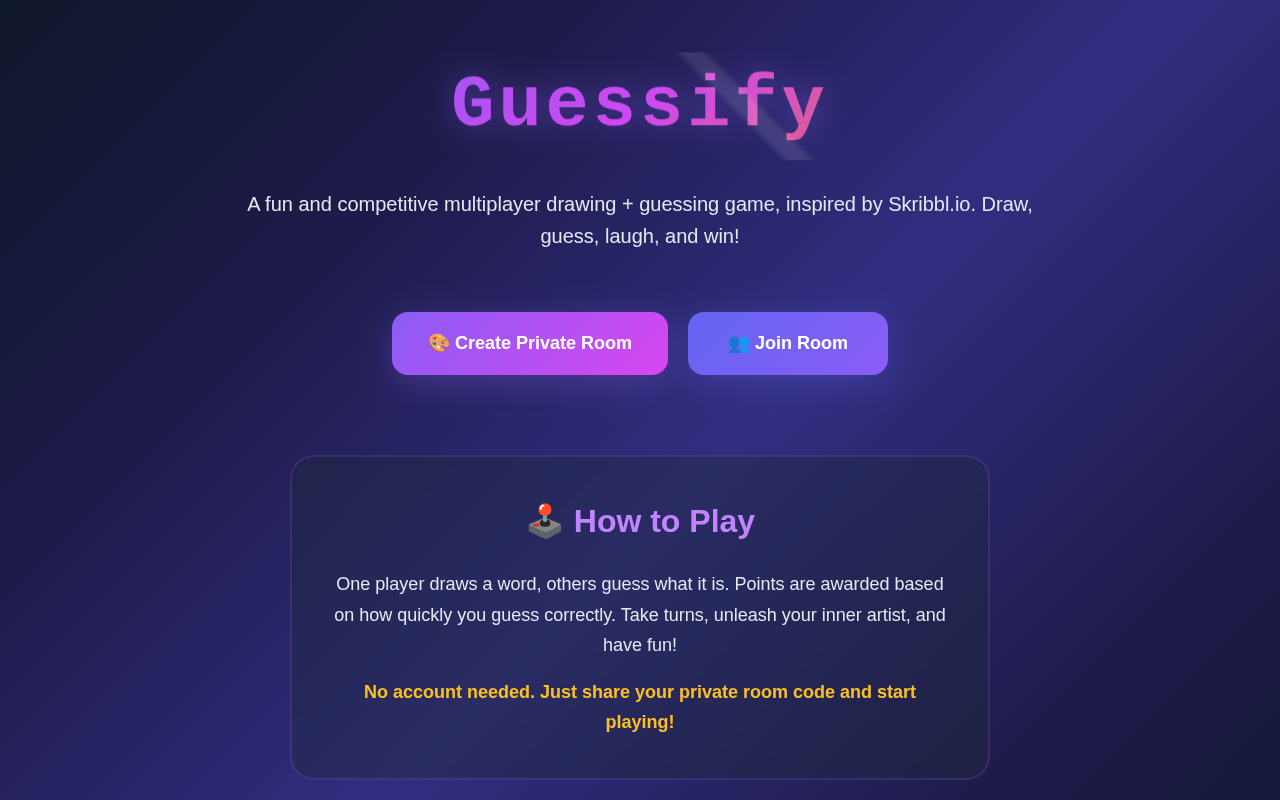 Guessify
A fun and competitive multiplayer drawing + guessing game, inspired by Skribbl.io. Draw,
guess, laugh, and win!
🎨 Create Private Room
👥 Join Room
🕹️ How to Play
One player draws a word, others guess what it is. Points are awarded based
on how quickly you guess correctly. Take turns, unleash your inner artist, and
have fun!
No account needed. Just share your private room code and start
playing!